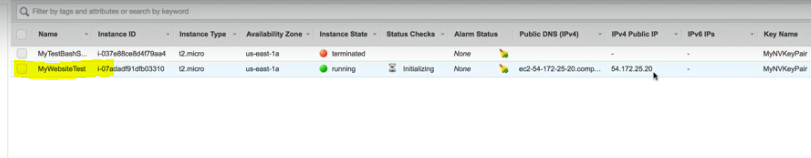 Filter by tags and attributes or search by keyword
Name Instance ID Instance Type Availability Zone Instance State Status Checks Alarm Status Public DNS (IPv4) IPv4 Public IP IPv6 IPs Key Name
MyTestBashS... i-037e88ce8d4f79aa4 t2.micro us-east-1a terminated None - - MyNVKeyPair
MyWebsiteTest i-07adadf91dfb03310 t2.micro us-east-1a running Initializing None ec2-54-172-25-20.comp... 54.172.25.20 - MyNVKeyPair